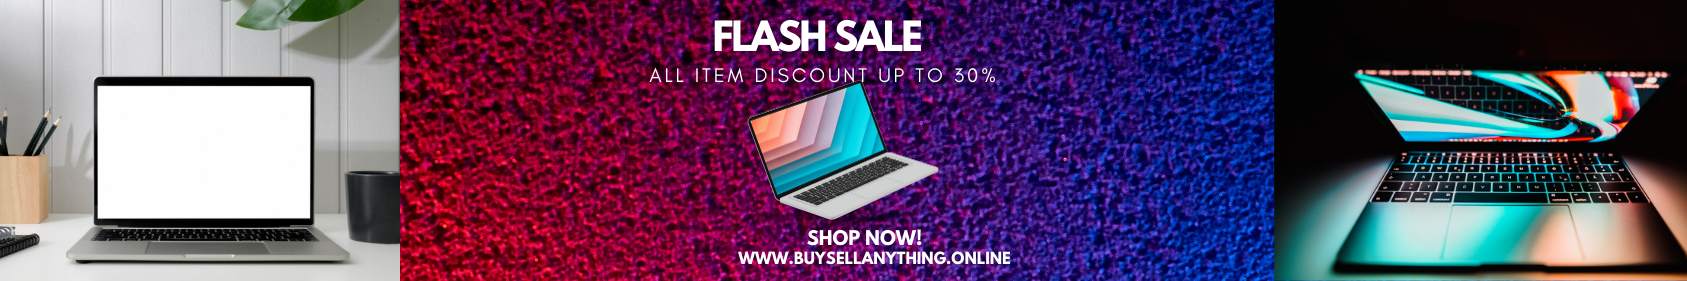 FLASH SALE
ALL ITEM DISCOUNT UP TO 30%
SHOP NOW!
WWW.BUYSELLANYTHING.ONLINE